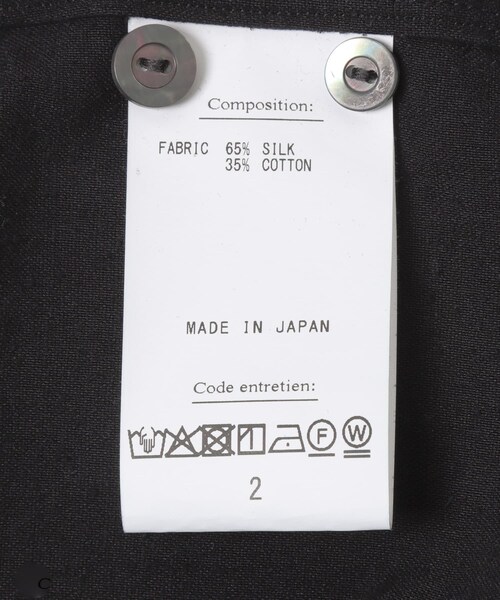 Composition:
FABRIC 65% SILK
35% COTTON
MADE IN JAPAN
Code entretien:
F W
2
C